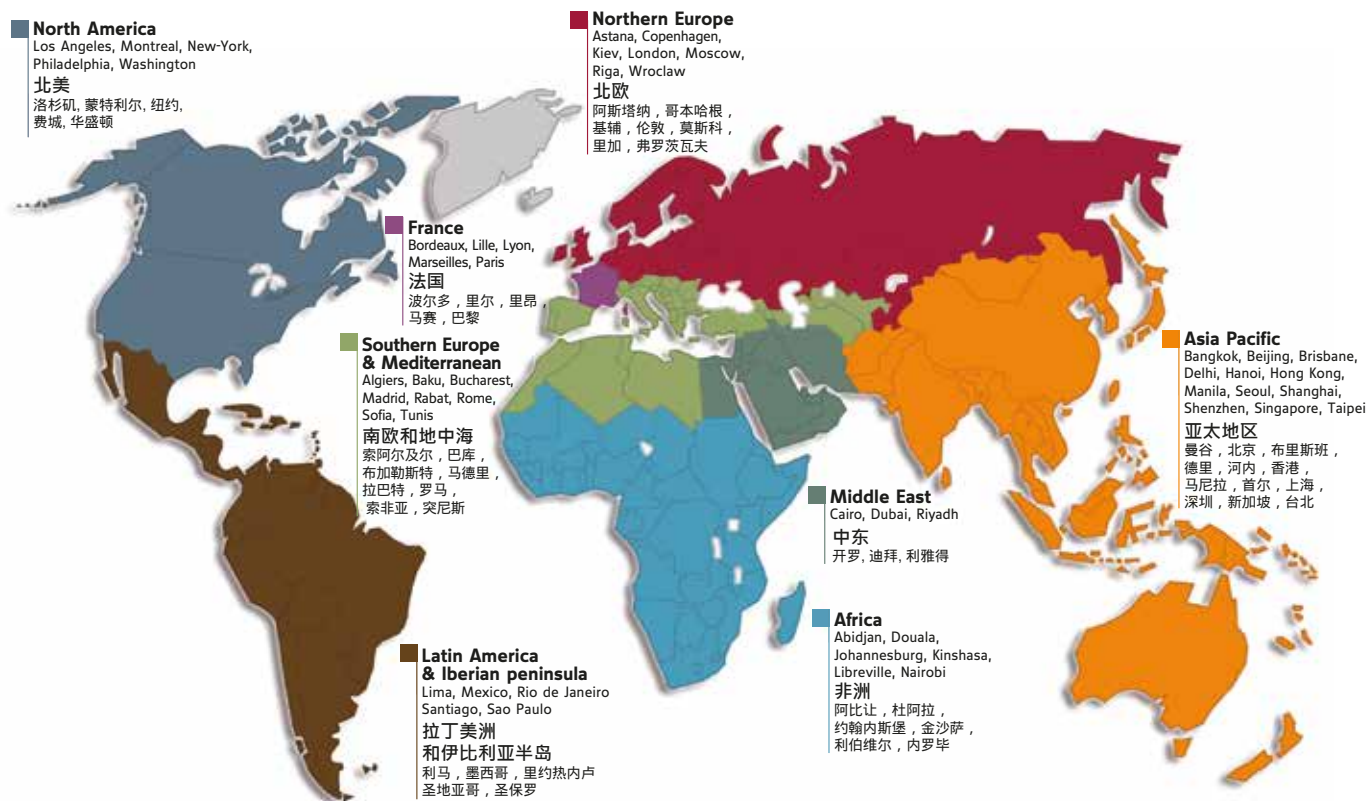 North America
Los Angeles, Montreal, New-York,
Philadelphia, Washington
北美
洛杉矶, 蒙特利尔, 纽约,
费城, 华盛顿
Northern Europe
Astana, Copenhagen,
Kiev, London, Moscow,
Riga, Wroclaw
北欧
阿斯塔纳，哥本哈根，
基辅，伦敦，莫斯科，
里加，弗罗茨瓦夫
France
Bordeaux, Lille, Lyon,
Marseilles, Paris
法国
波尔多，里尔，里昂，
马赛，巴黎
Southern Europe
& Mediterranean
Algiers, Baku, Bucharest,
Madrid, Rabat, Rome,
Sofia, Tunis
南欧和地中海
索阿尔及尔，巴库，
布加勒斯特，马德里，
拉巴特，罗马，
索非亚，突尼斯
Asia Pacific
Bangkok, Beijing, Brisbane,
Delhi, Hanoi, Hong Kong,
Manila, Seoul, Shanghai,
Shenzhen, Singapore, Taipei
亚太地区
曼谷，北京，布里斯班，
德里，河内，香港，
马尼拉，首尔，上海，
深圳，新加坡，台北
Middle East
Cairo, Dubai, Riyadh
中东
开罗, 迪拜, 利雅得
Africa
Abidjan, Douala,
Johannesburg, Kinshasa,
Libreville, Nairobi
非洲
阿比让，杜阿拉，
约翰内斯堡，金沙萨，
利伯维尔，内罗毕
Latin America
& Iberian peninsula
Lima, Mexico, Rio de Janeiro
Santiago, Sao Paulo
拉丁美洲
和伊比利亚半岛
利马，墨西哥，里约热内卢
圣地亚哥，圣保罗